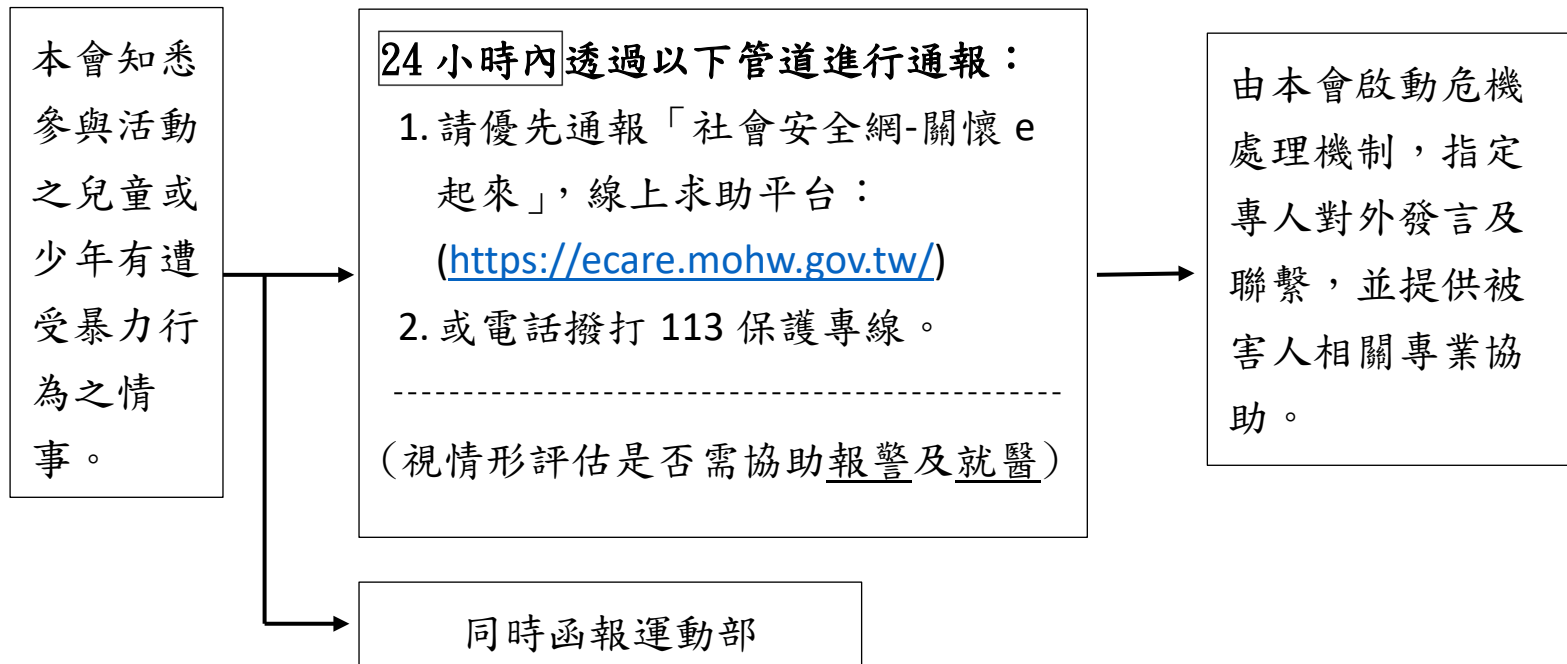 本會知悉
參與活動
之兒童或
少年有遭
受暴力行
為之情
事。
24 小時內透過以下管道進行通報：
1. 請優先通報「社會安全網-關懷 e
起來」，線上求助平台：
(https://ecare.mohw.gov.tw/)
2. 或電話撥打 113 保護專線。
------------------------------------------------
(視情形評估是否需協助報警及就醫)
由本會啟動危機
處理機制，指定
專人對外發言及
聯繫，並提供被
害人相關專業協
助。
同時函報運動部